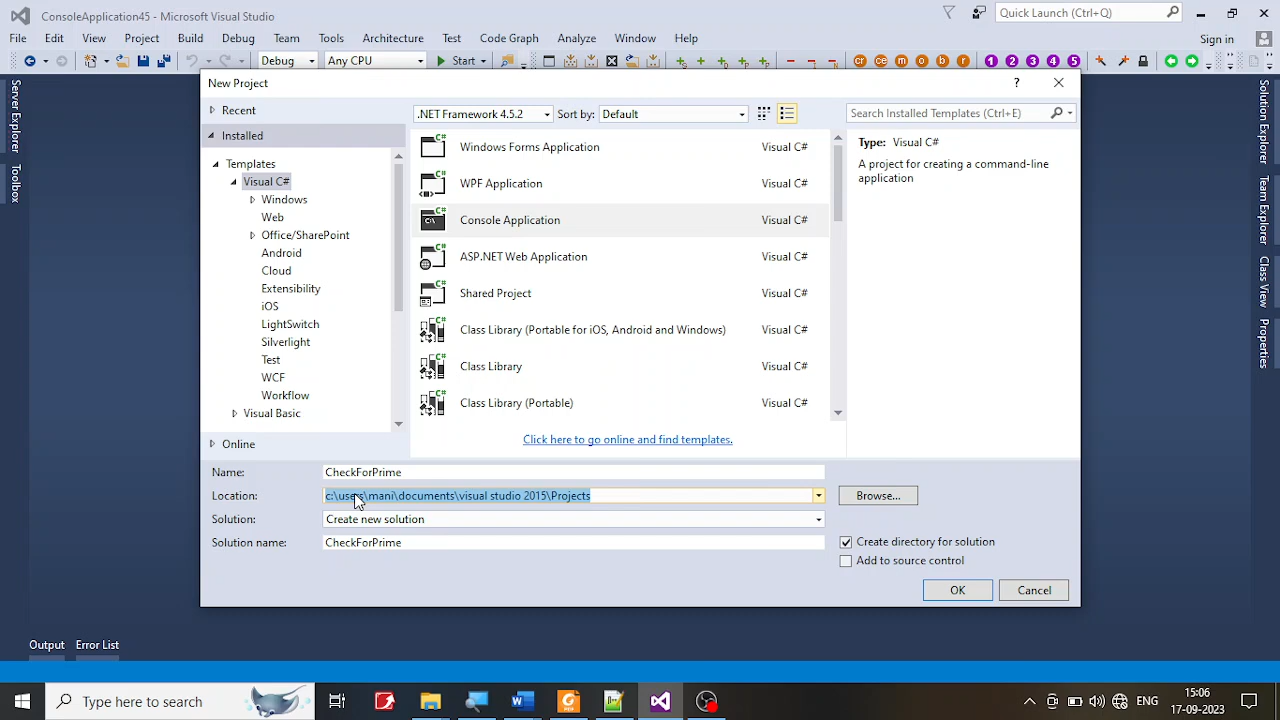 ConsoleApplication45 - Microsoft Visual Studio
Quick Launch (Ctrl+Q)
File Edit View Project Build Debug Team Tools Architecture Test Code Graph Analyze Window Help
Sign in
Debug Any CPU Start
cr ce m o b r 1 2 3 4 5
Server Explorer
Toolbox
Solution Explorer
Team Explorer
Class View
Properties
New Project
?
Recent
Installed
.NET Framework 4.5.2 Sort by: Default
Search Installed Templates (Ctrl+E)
Templates
Visual C#
Windows
Web
Office/SharePoint
Android
Cloud
Extensibility
iOS
LightSwitch
Silverlight
Test
WCF
Workflow
Visual Basic
Online
Windows Forms Application Visual C#
WPF Application Visual C#
Console Application Visual C#
ASP.NET Web Application Visual C#
Shared Project Visual C#
Class Library (Portable for iOS, Android and Windows) Visual C#
Class Library Visual C#
Class Library (Portable) Visual C#
Click here to go online and find templates.
Type: Visual C#
A project for creating a command-line
application
Name: CheckForPrime
Location: c:\users\mani\documents\visual studio 2015\Projects
Browse...
Solution: Create new solution
Solution name: CheckForPrime
Create directory for solution
Add to source control
OK Cancel
Output Error List
Type here to search
ENG
15:06
17-09-2023